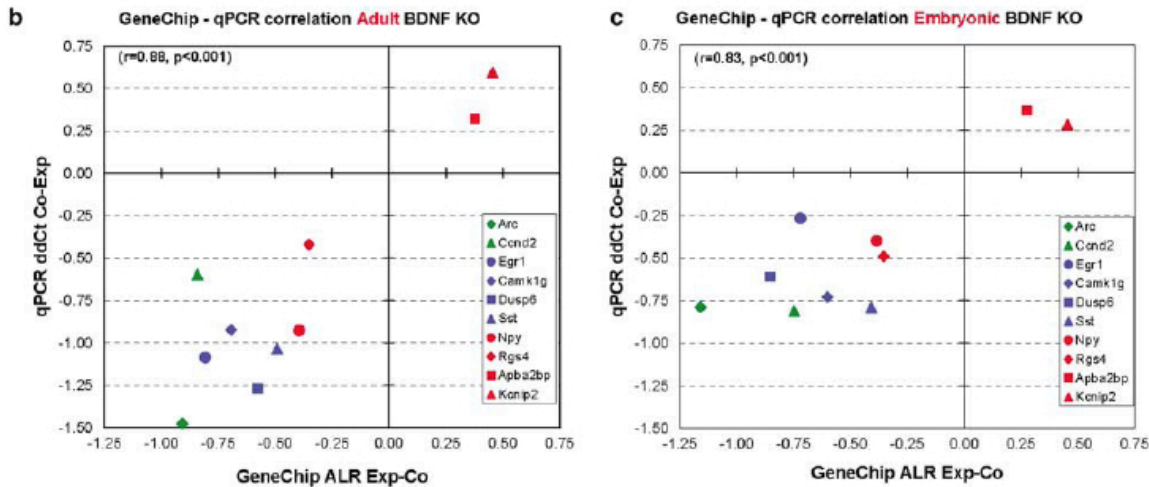 b
GeneChip - qPCR correlation Adult BDNF KO
(r=0.88, p<0.001)
qPCR ddCt Co-Exp
0.75
0.50
0.25
0.00
-0.25
-0.50
-0.75
-1.00
-1.25
-1.50
Arc
Ccnd2
Egr1
Camk1g
Dusp6
Sst
Npy
Rgs4
Apba2bp
Kcnip2
-1.25 -1.00 -0.75 -0.50 -0.25 0.00 0.25 0.50 0.75
GeneChip ALR Exp-Co
c
GeneChip - qPCR correlation Embryonic BDNF KO
(r=0.83, p<0.001)
qPCR ddCt Co-Exp
0.75
0.50
0.25
0.00
-0.25
-0.50
-0.75
-1.00
-1.25
-1.50
Arc
Ccnd2
Egr1
Camk1g
Dusp6
Sst
Npy
Rgs4
Apba2bp
Kcnip2
-1.25 -1.00 -0.75 -0.50 -0.25 0.00 0.25 0.50 0.75
GeneChip ALR Exp-Co